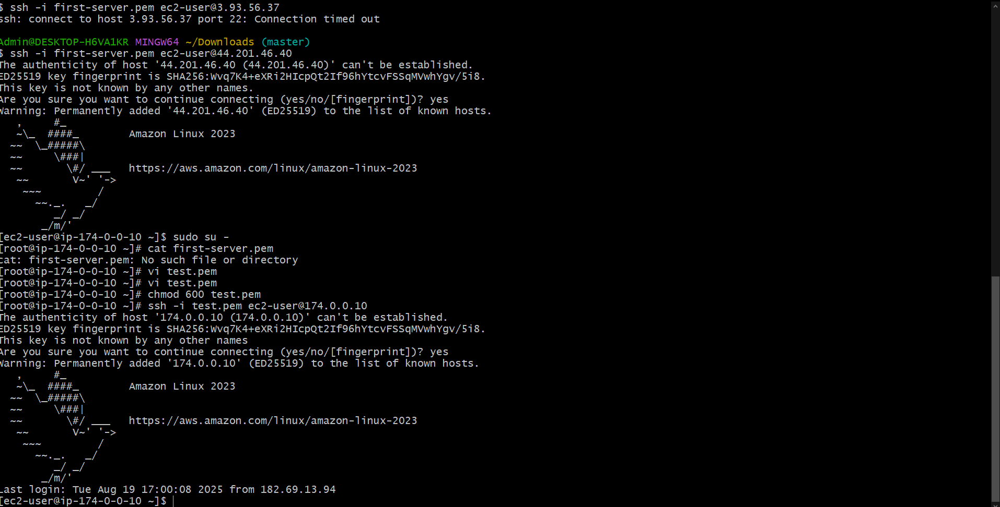 $ ssh -i first-server.pem ec2-user@3.93.56.37
ssh: connect to host 3.93.56.37 port 22: Connection timed out

Admin@DESKTOP-H6VA1KR MINGW64 ~/Downloads (master)
$ ssh -i first-server.pem ec2-user@44.201.46.40
The authenticity of host '44.201.46.40 (44.201.46.40)' can't be established.
ED25519 key fingerprint is SHA256:Wvq7K4+eXRi2HIcpQt2If96hYtcvFSSqMVwhYgv/5i8.
This key is not known by any other names.
Are you sure you want to continue connecting (yes/no/[fingerprint])? yes
Warning: Permanently added '44.201.46.40' (ED25519) to the list of known hosts.
   ,     #_
   ~\_  ####_        Amazon Linux 2023
  ~~  \_#####\
  ~~     \###|
  ~~       \#/ ___   https://aws.amazon.com/linux/amazon-linux-2023
   ~~       V~' '->
    ~~~         /
      ~~._.   _/
         _/ _/
       _/m/'
[ec2-user@ip-174-0-0-10 ~]$ sudo su -
[root@ip-174-0-0-10 ~]# cat first-server.pem
cat: first-server.pem: No such file or directory
[root@ip-174-0-0-10 ~]# vi test.pem
[root@ip-174-0-0-10 ~]# vi test.pem
[root@ip-174-0-0-10 ~]# chmod 600 test.pem
[root@ip-174-0-0-10 ~]# ssh -i test.pem ec2-user@174.0.0.10
The authenticity of host '174.0.0.10 (174.0.0.10)' can't be established.
ED25519 key fingerprint is SHA256:Wvq7K4+eXRi2HIcpQt2If96hYtcvFSSqMVwhYgv/5i8.
This key is not known by any other names
Are you sure you want to continue connecting (yes/no/[fingerprint])? yes
Warning: Permanently added '174.0.0.10' (ED25519) to the list of known hosts.
   ,     #_
   ~\_  ####_        Amazon Linux 2023
  ~~  \_#####\
  ~~     \###|
  ~~       \#/ ___   https://aws.amazon.com/linux/amazon-linux-2023
   ~~       V~' '->
    ~~~         /
      ~~._.   _/
         _/ _/
       _/m/'
Last login: Tue Aug 19 17:00:08 2025 from 182.69.13.94
[ec2-user@ip-174-0-0-10 ~]$